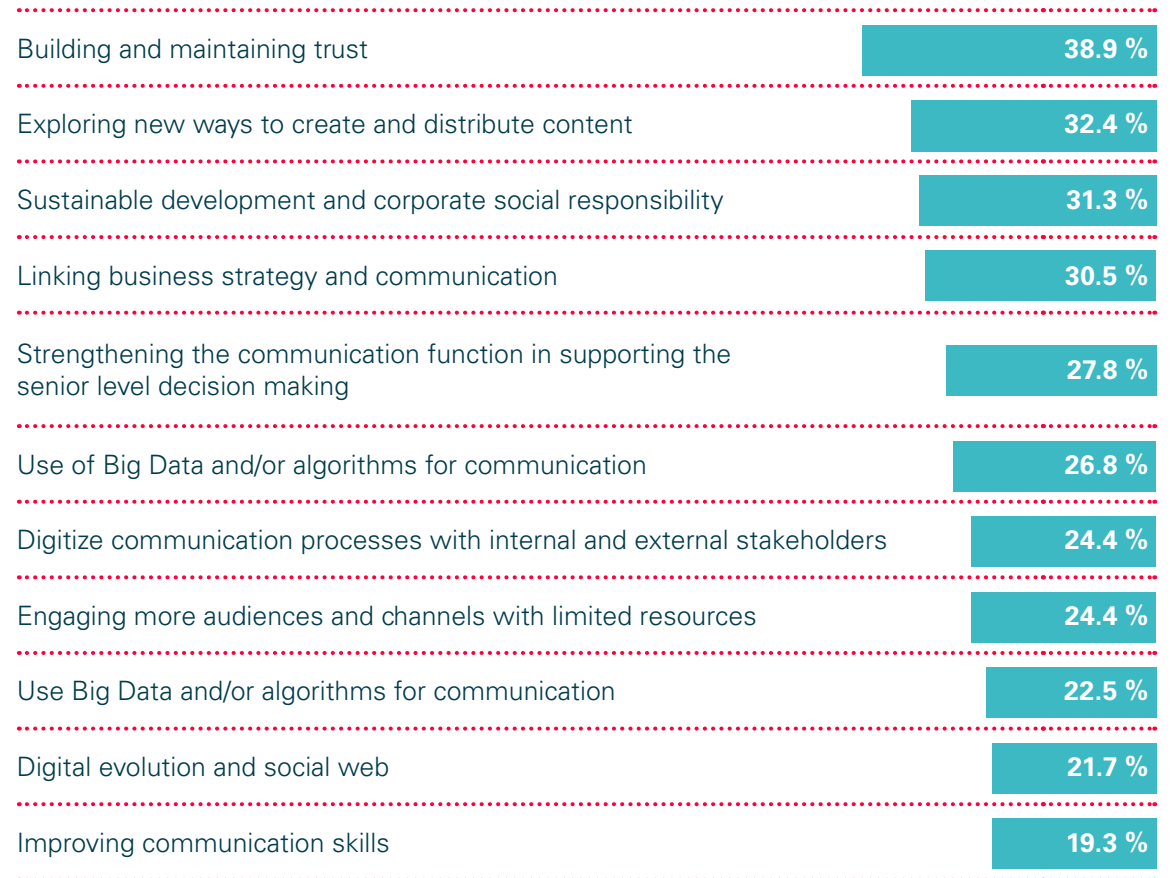 Building and maintaining trust 38.9 %
Exploring new ways to create and distribute content 32.4 %
Sustainable development and corporate social responsibility 31.3 %
Linking business strategy and communication 30.5 %
Strengthening the communication function in supporting the
senior level decision making 27.8 %
Use of Big Data and/or algorithms for communication 26.8 %
Digitize communication processes with internal and external stakeholders 24.4 %
Engaging more audiences and channels with limited resources 24.4 %
Use Big Data and/or algorithms for communication 22.5 %
Digital evolution and social web 21.7 %
Improving communication skills 19.3 %